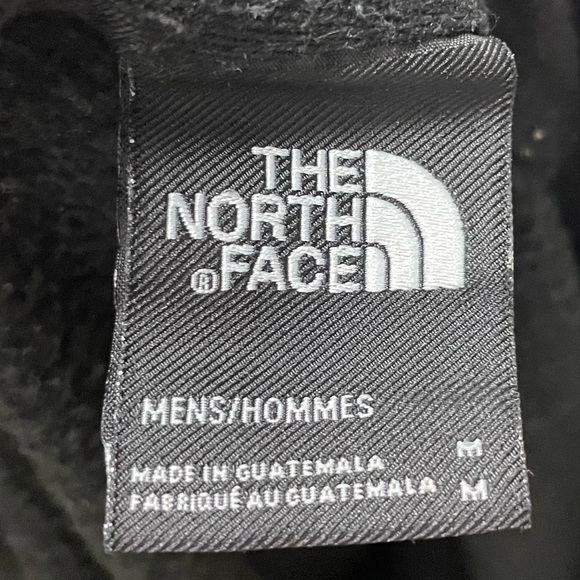 THE
NORTH
® FACE
MENS/HOMMES
MADE IN GUATEMALA M
FABRIQUÉ AU GUATEMALA M